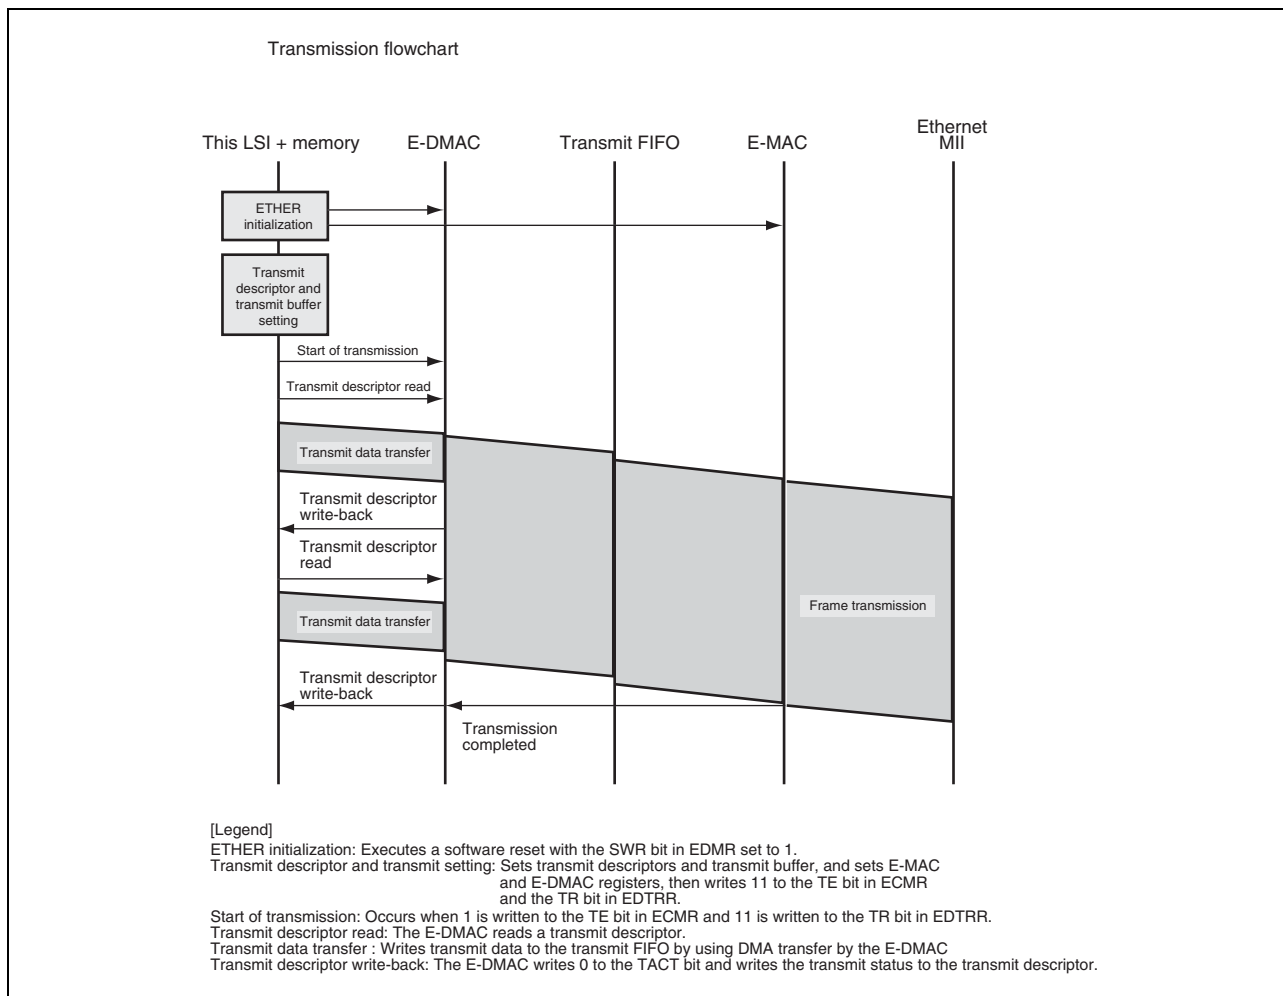 Transmission flowchart
This LSI + memory
E-DMAC
Transmit FIFO
E-MAC
Ethernet
MII
ETHER
initialization
Transmit
descriptor and
transmit buffer
setting
Start of transmission
Transmit descriptor read
Transmit data transfer
Transmit descriptor
write-back
Transmit descriptor
read
Frame transmission
Transmit data transfer
Transmit descriptor
write-back
Transmission
completed
[Legend]
ETHER initialization: Executes a software reset with the SWR bit in EDMR set to 1.
Transmit descriptor and transmit setting: Sets transmit descriptors and transmit buffer, and sets E-MAC
and E-DMAC registers, then writes 11 to the TE bit in ECMR
and the TR bit in EDTRR.
Start of transmission: Occurs when 1 is written to the TE bit in ECMR and 11 is written to the TR bit in EDTRR.
Transmit descriptor read: The E-DMAC reads a transmit descriptor.
Transmit data transfer : Writes transmit data to the transmit FIFO by using DMA transfer by the E-DMAC
Transmit descriptor write-back: The E-DMAC writes 0 to the TACT bit and writes the transmit status to the transmit descriptor.